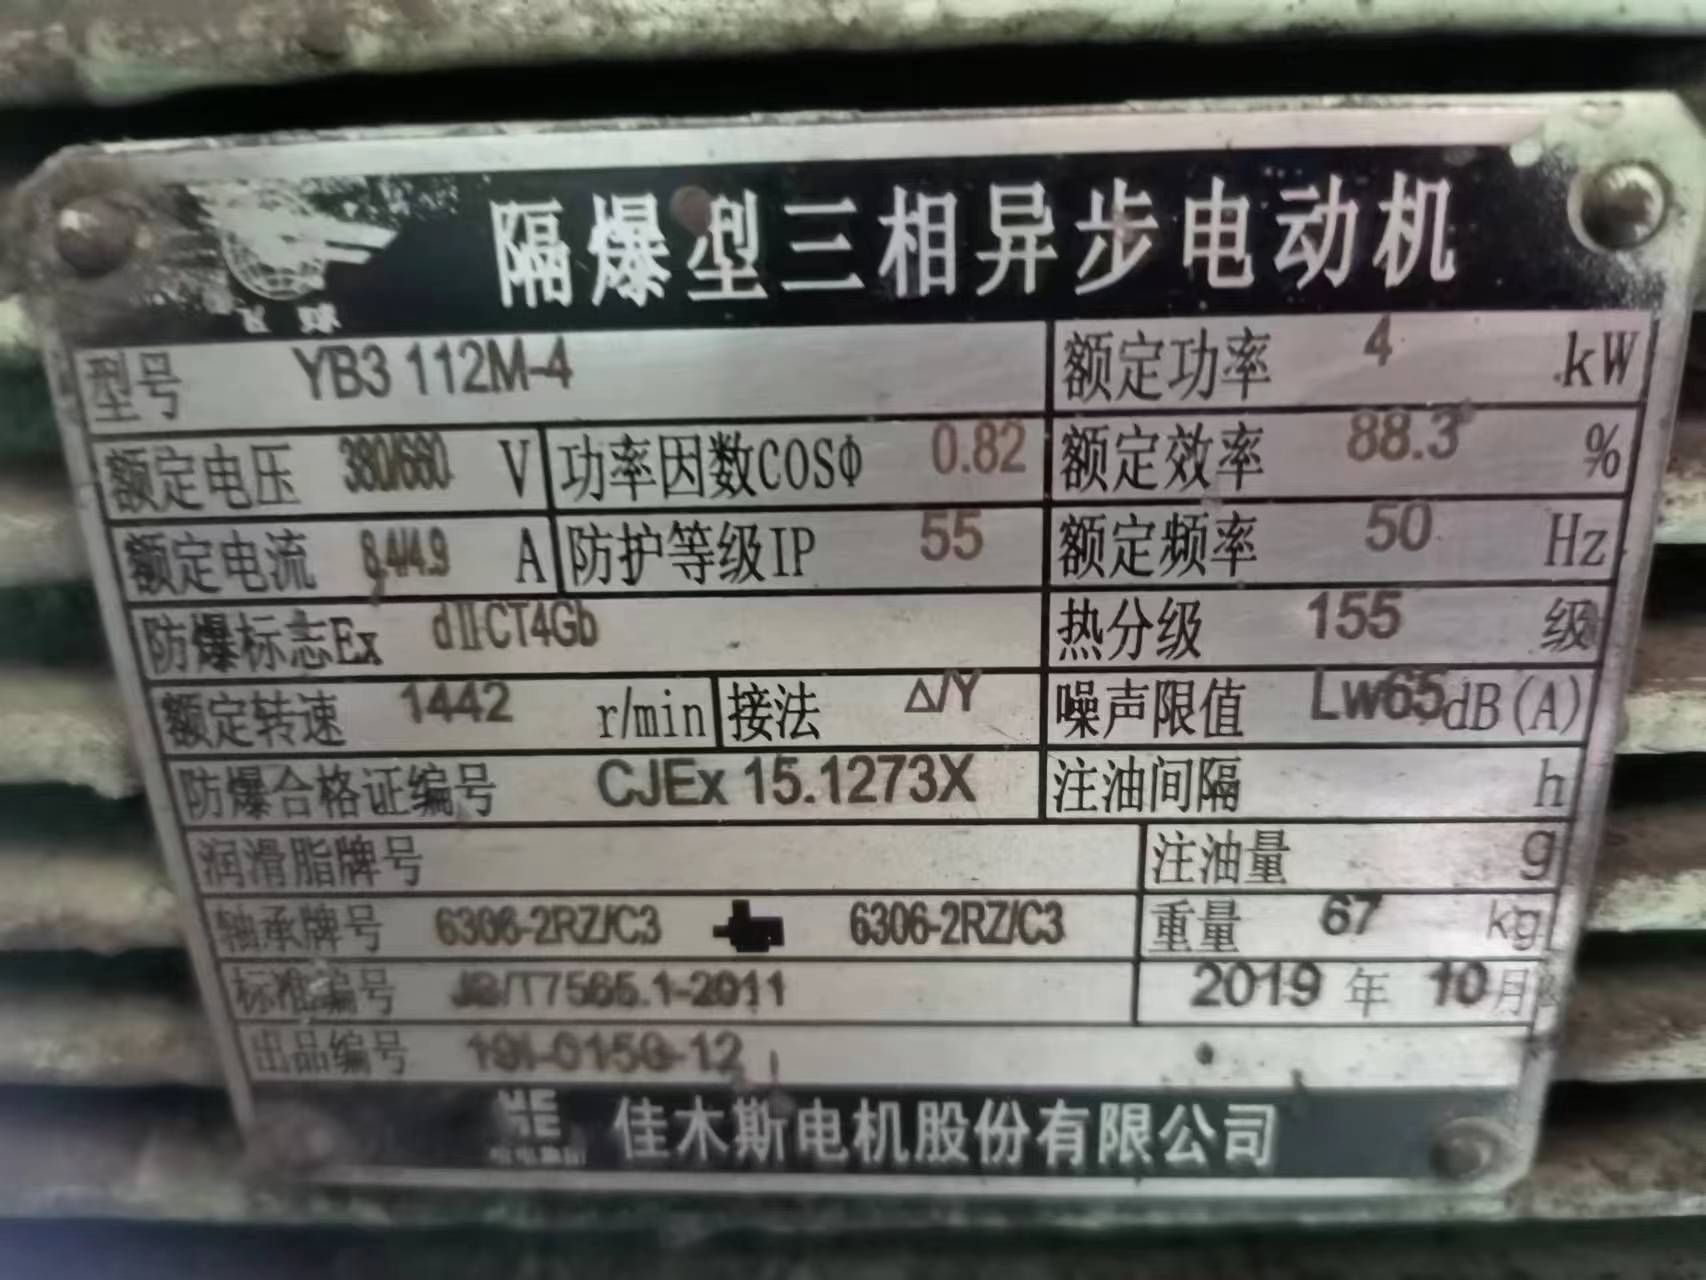 隔爆型三相异步电动机
型号 YB3 112M-4 额定功率 4 kW
额定电压 380/660 V 功率因数COSΦ 0.82 额定效率 88.3 %
额定电流 8.4/4.9 A 防护等级IP 55 额定频率 50 Hz
防爆标志Ex dⅡCT4Gb 热分级 155 级
额定转速 1442 r/min 接法 Δ/Y 噪声限值 Lw65dB(A)
防爆合格证编号 CJEx 15.1273X 注油间隔 h
润滑脂牌号 注油量 g
轴承牌号 6306-2RZ/C3 6306-2RZ/C3 重量 67 kg
标准编号 JB/T7565.1-2011 2019 年 10 月
出品编号
佳木斯电机股份有限公司